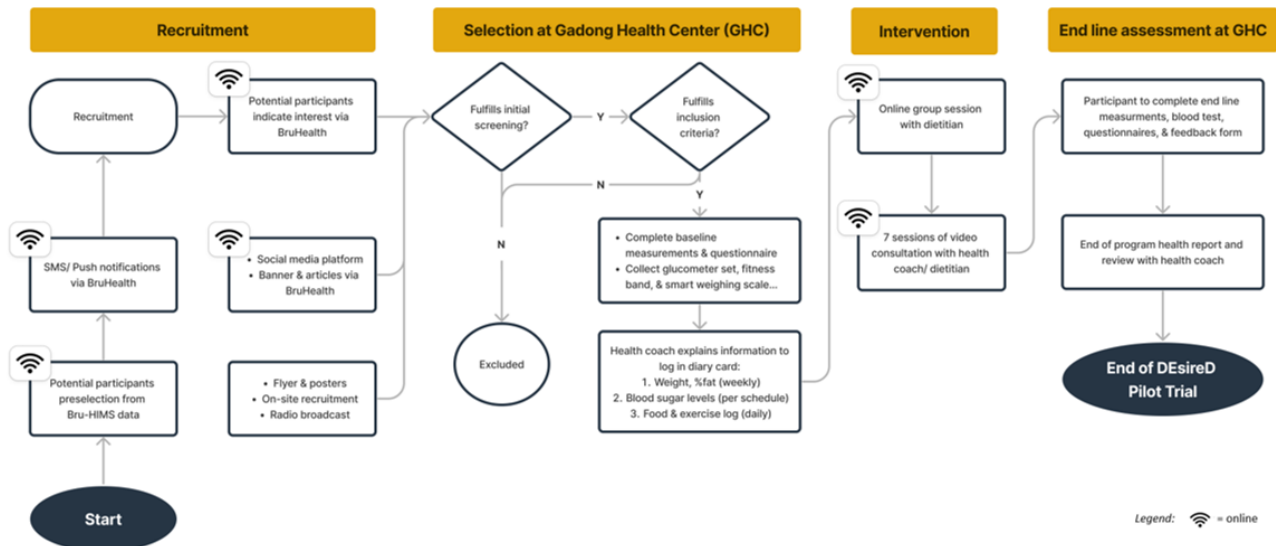 Recruitment
Selection at Gadong Health Center (GHC)
Intervention
End line assessment at GHC
Recruitment
Potential participants
indicate interest via
BruHealth
SMS/ Push notifications
via BruHealth
• Social media platform
• Banner & articles via
BruHealth
Potential participants
preselection from
Bru-HIMS data
• Flyer & posters
• On-site recruitment
• Radio broadcast
Start
Fulfills initial
screening?
Y
Fulfills
inclusion
criteria?
N
Y
N
Excluded
• Complete baseline
measurements & questionnaire
• Collect glucometer set, fitness
band, & smart weighing scale...
Health coach explains information to
log in diary card:
1. Weight, %fat (weekly)
2. Blood sugar levels (per schedule)
3. Food & exercise log (daily)
Online group session
with dietitian
7 sessions of video
consultation with health
coach/ dietitian
Participant to complete end line
measurments, blood test,
questionnaires, & feedback form
End of program health report and
review with health coach
End of DEsireD
Pilot Trial
Legend: = online